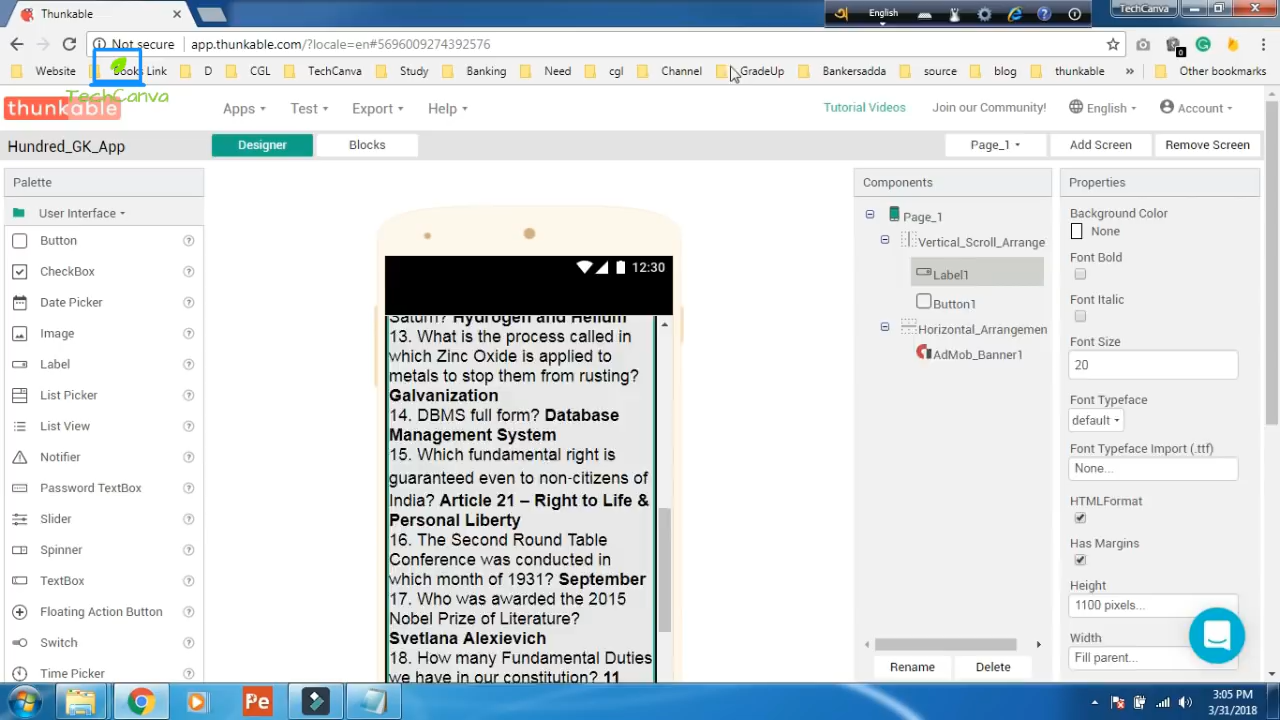 Thunkable
English
TechCanva
Not secure
app.thunkable.com/?locale=en#5696009274392576
Website
Books Link
D
CGL
TechCanva
Study
Banking
Need
cgl
Channel
GradeUp
Bankersadda
source
blog
thunkable
»
Other bookmarks
TechCanva
thunkable
Apps
Test
Export
Help
Tutorial Videos
Join our Community!
English
Account
Hundred_GK_App
Designer
Blocks
Page_1
Add Screen
Remove Screen
Palette
User Interface
Button
CheckBox
Date Picker
Image
Label
List Picker
List View
Notifier
Password TextBox
Slider
Spinner
TextBox
Floating Action Button
Switch
Time Picker
12:30
Saturn? Hydrogen and Helium
13. What is the process called in
which Zinc Oxide is applied to
metals to stop them from rusting?
Galvanization
14. DBMS full form? Database
Management System
15. Which fundamental right is
guaranteed even to non-citizens of
India? Article 21 – Right to Life &
Personal Liberty
16. The Second Round Table
Conference was conducted in
which month of 1931? September
17. Who was awarded the 2015
Nobel Prize of Literature?
Svetlana Alexievich
18. How many Fundamental Duties
we have in our constitution? 11
Components
Page_1
Vertical_Scroll_Arrange
Label1
Button1
Horizontal_Arrangemen
AdMob_Banner1
Rename
Delete
Properties
Background Color
None
Font Bold
Font Italic
Font Size
20
Font Typeface
default
Font Typeface Import (.ttf)
None...
HTMLFormat
Has Margins
Height
1100 pixels...
Width
Fill parent...
Pe
3:05 PM
3/31/2018